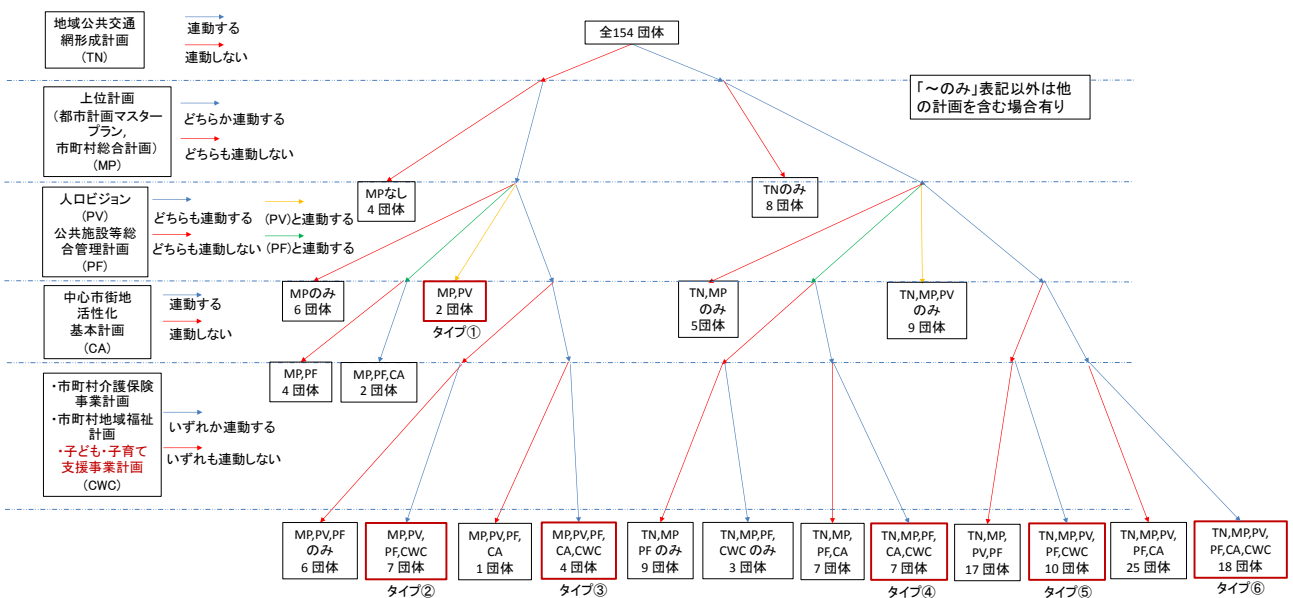 地域公共交通
網形成計画
(TN)
連動する
連動しない
全154 団体
上位計画
(都市計画マスター
プラン,
市町村総合計画)
(MP)
どちらか連動する
どちらも連動しない
「～のみ」表記以外は他
の計画を含む場合有り
人口ビジョン
(PV)
公共施設等総
合管理計画
(PF)
どちらも連動する
(PV)と連動する
どちらも連動しない
(PF)と連動する
MPなし
4 団体
TNのみ
8 団体
中心市街地
活性化
基本計画
(CA)
連動する
連動しない
MPのみ
6 団体
MP,PV
2 団体
タイプ①
TN,MP
のみ
5団体
TN,MP,PV
のみ
9 団体
・市町村介護保険
事業計画
・市町村地域福祉
計画
・子ども・子育て
支援事業計画
(CWC)
いずれか連動する
いずれも連動しない
MP,PF
4 団体
MP,PF,CA
2 団体
MP,PV,PF
のみ
6 団体
MP,PV,
PF,CWC
7 団体
タイプ②
MP,PV,PF,
CA
1 団体
MP,PV,PF,
CA,CWC
4 団体
タイプ③
TN,MP
PF のみ
9 団体
TN,MP,PF,
CWC のみ
3 団体
TN,MP,
PF,CA
7 団体
TN,MP,PF
CA,CWC
7 団体
タイプ④
TN,MP,
PV,PF
17 団体
TN,MP,PV,
PF,CWC
10 団体
タイプ⑤
TN,MP,PV,
PF,CA
25 団体
TN,MP,PV,
PF,CA,CWC
18 団体
タイプ⑥